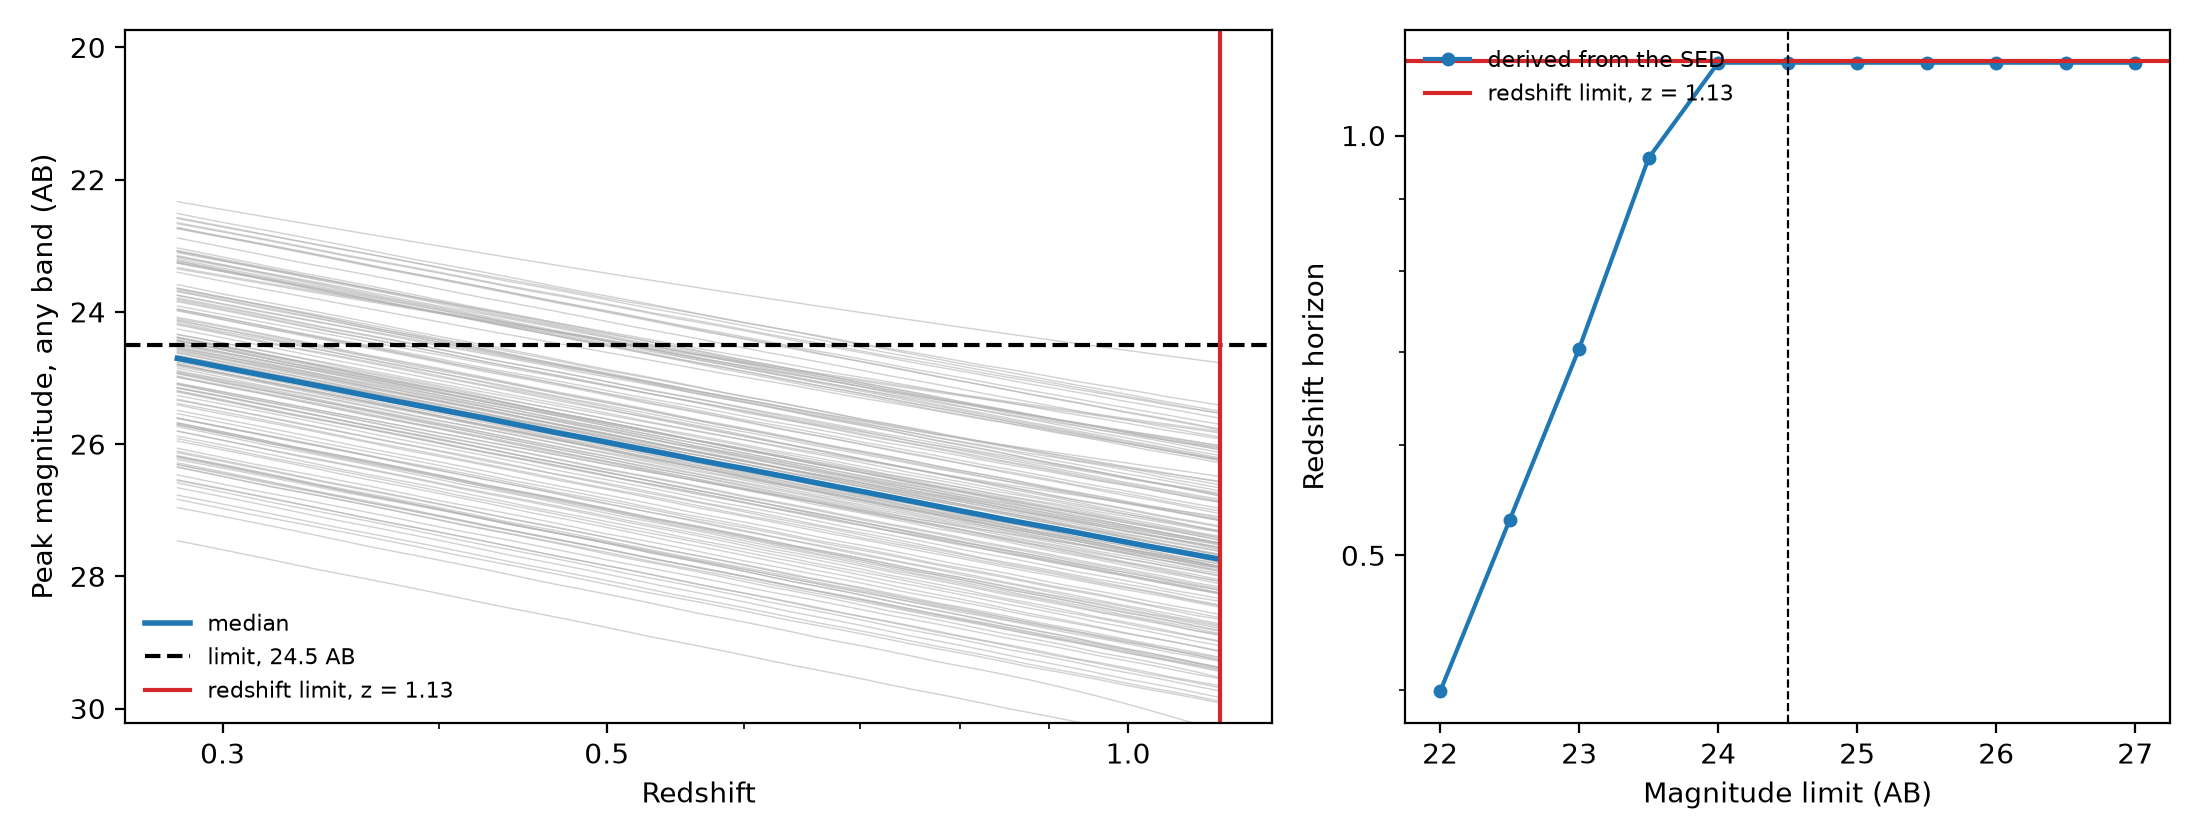 20
22
24
26
28
30
Peak magnitude, any band (AB)
median
limit, 24.5 AB
redshift limit, z = 1.13
0.3
0.5
1.0
Redshift
derived from the SED
redshift limit, z = 1.13
1.0
0.5
Redshift horizon
22
23
24
25
26
27
Magnitude limit (AB)